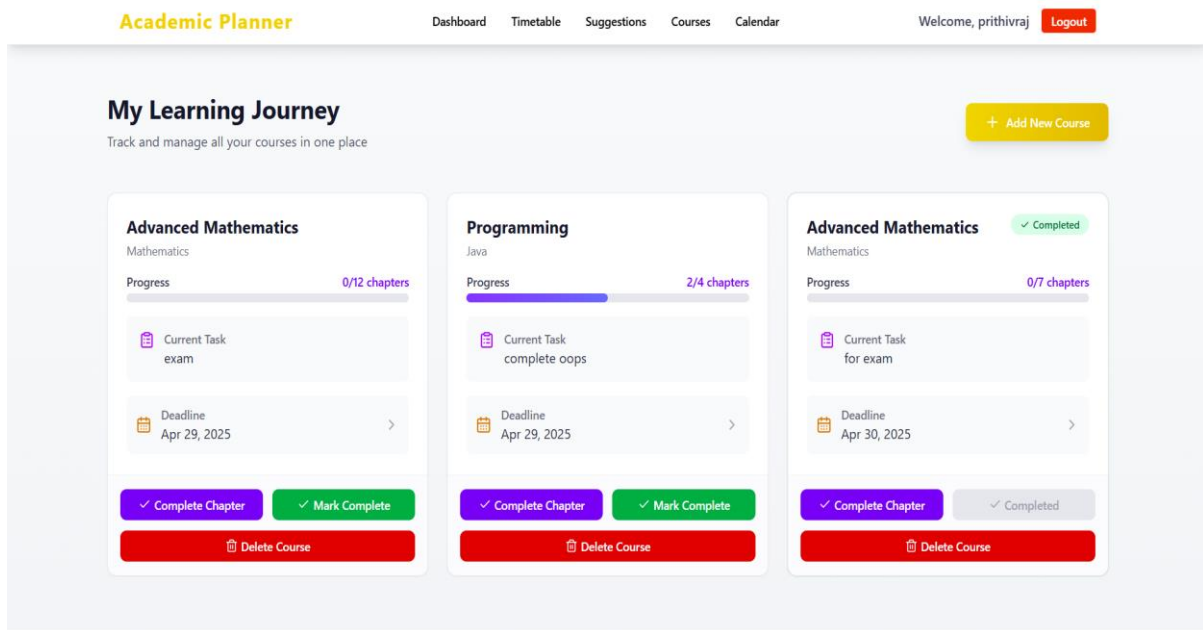 Academic Planner
Dashboard Timetable Suggestions Courses Calendar
Welcome, prithivraj Logout
My Learning Journey
Track and manage all your courses in one place
+ Add New Course
Advanced Mathematics
Mathematics
Progress 0/12 chapters
Current Task
exam
Deadline
Apr 29, 2025
Complete Chapter Mark Complete
Delete Course
Programming
Java
Progress 2/4 chapters
Current Task
complete oops
Deadline
Apr 29, 2025
Complete Chapter Mark Complete
Delete Course
Advanced Mathematics
Completed
Mathematics
Progress 0/7 chapters
Current Task
for exam
Deadline
Apr 30, 2025
Complete Chapter Completed
Delete Course